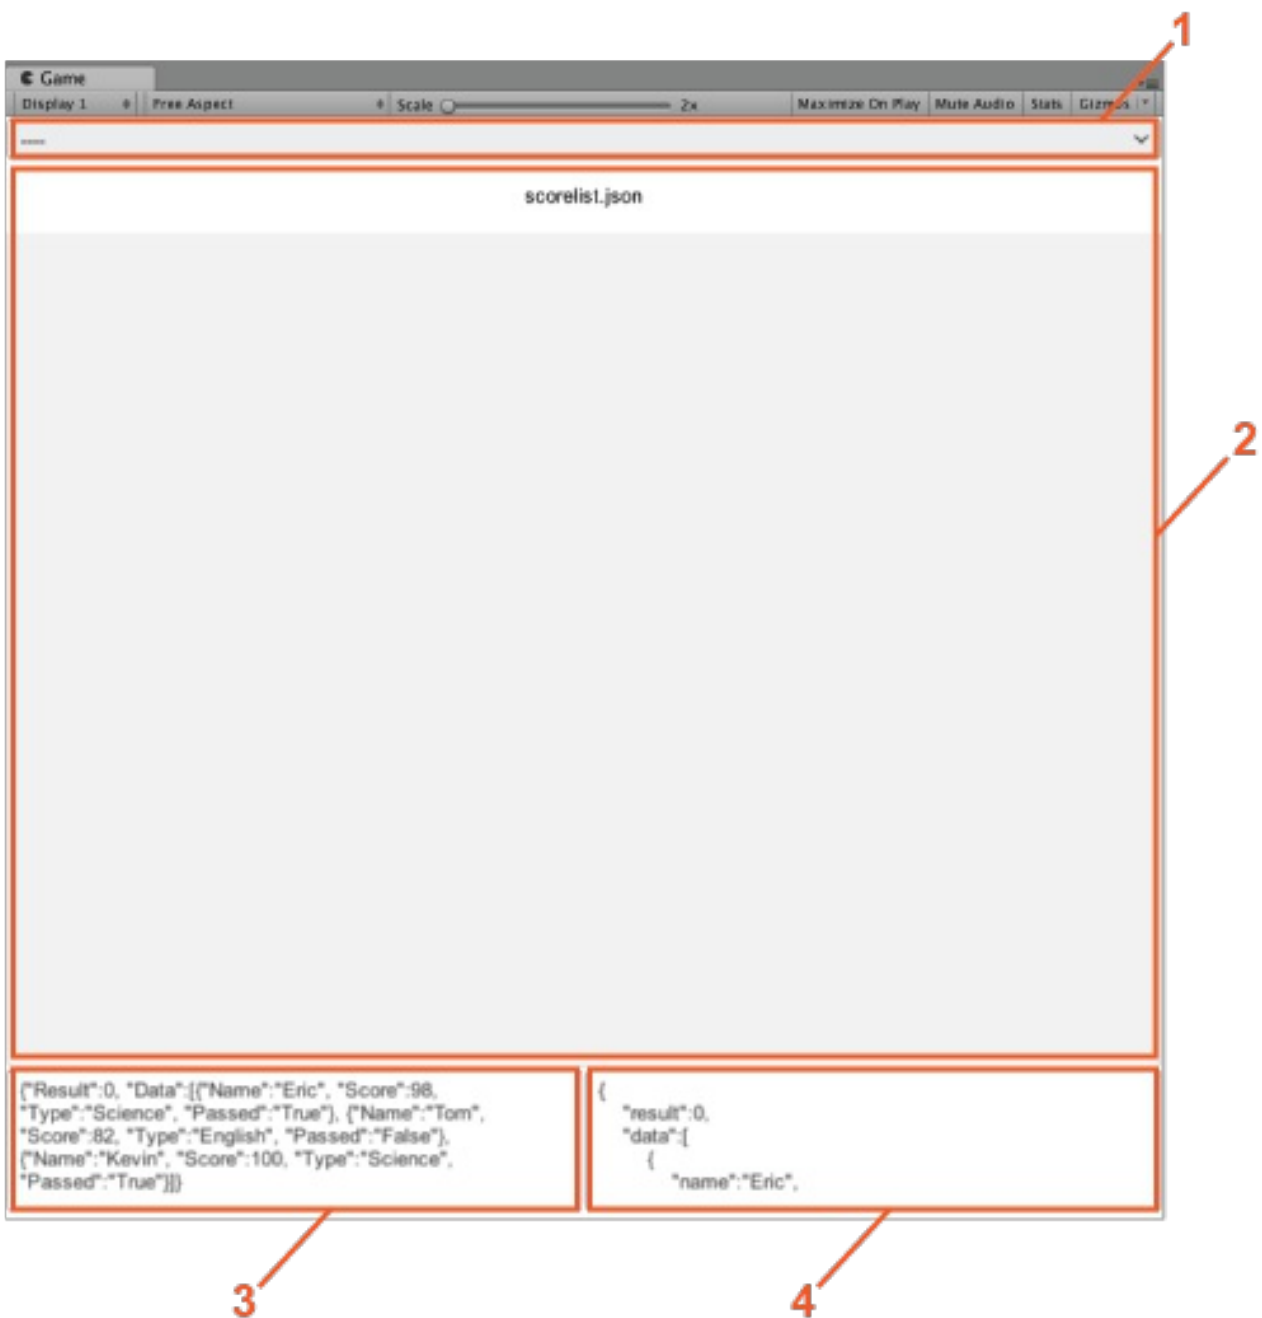 1
Game
Display 1 Free Aspect Scale 2x Maximize On Play Mute Audio Stats Gizmos
----
scorelist.json
2
{"Result":0, "Data":[{"Name":"Eric", "Score":98,
"Type":"Science", "Passed":"True"}, {"Name":"Tom",
"Score":82, "Type":"English", "Passed":"False"},
{"Name":"Kevin", "Score":100, "Type":"Science",
"Passed":"True"}]}
{
"result":0,
"data":[
{
"name":"Eric",
3
4